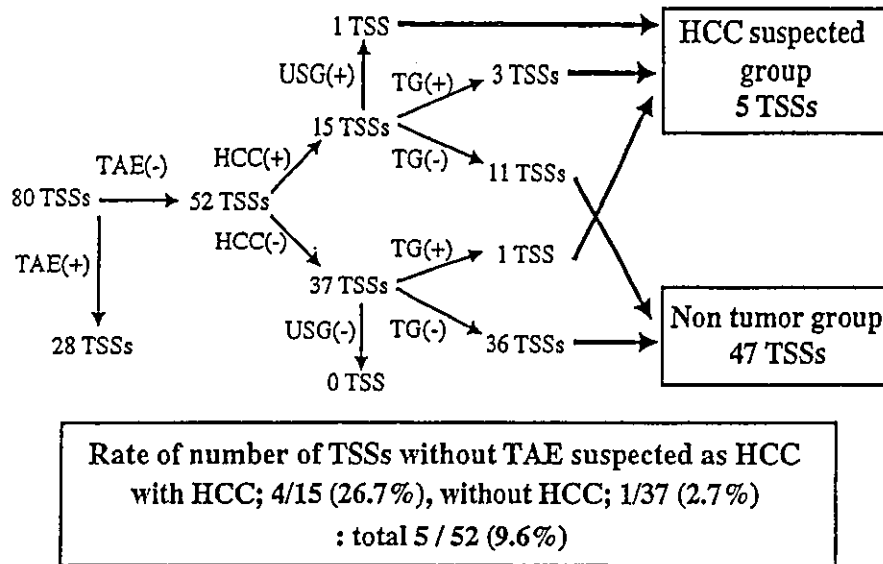 1 TSS
HCC suspected
group
5 TSSs
USG(+)
TG(+)
3 TSSs
15 TSSs
TG(-)
11 TSSs
TAE(-)
HCC(+)
80 TSSs
52 TSSs
HCC(-)
TAE(+)
TG(+)
1 TSS
37 TSSs
USG(-)
TG(-)
36 TSSs
28 TSSs
0 TSS
Non tumor group
47 TSSs
Rate of number of TSSs without TAE suspected as HCC
with HCC; 4/15 (26.7%), without HCC; 1/37 (2.7%)
: total 5 / 52 (9.6%)